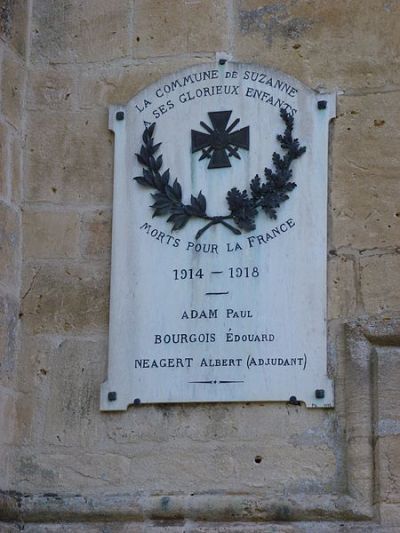 LA COMMUNE DE SUZANNE
A SES GLORIEUX ENFANTS
MORTS POUR LA FRANCE
1914 - 1918
ADAM PAUL
BOURGOIS ÉDOUARD
NEAGERT ALBERT (ADJUDANT)